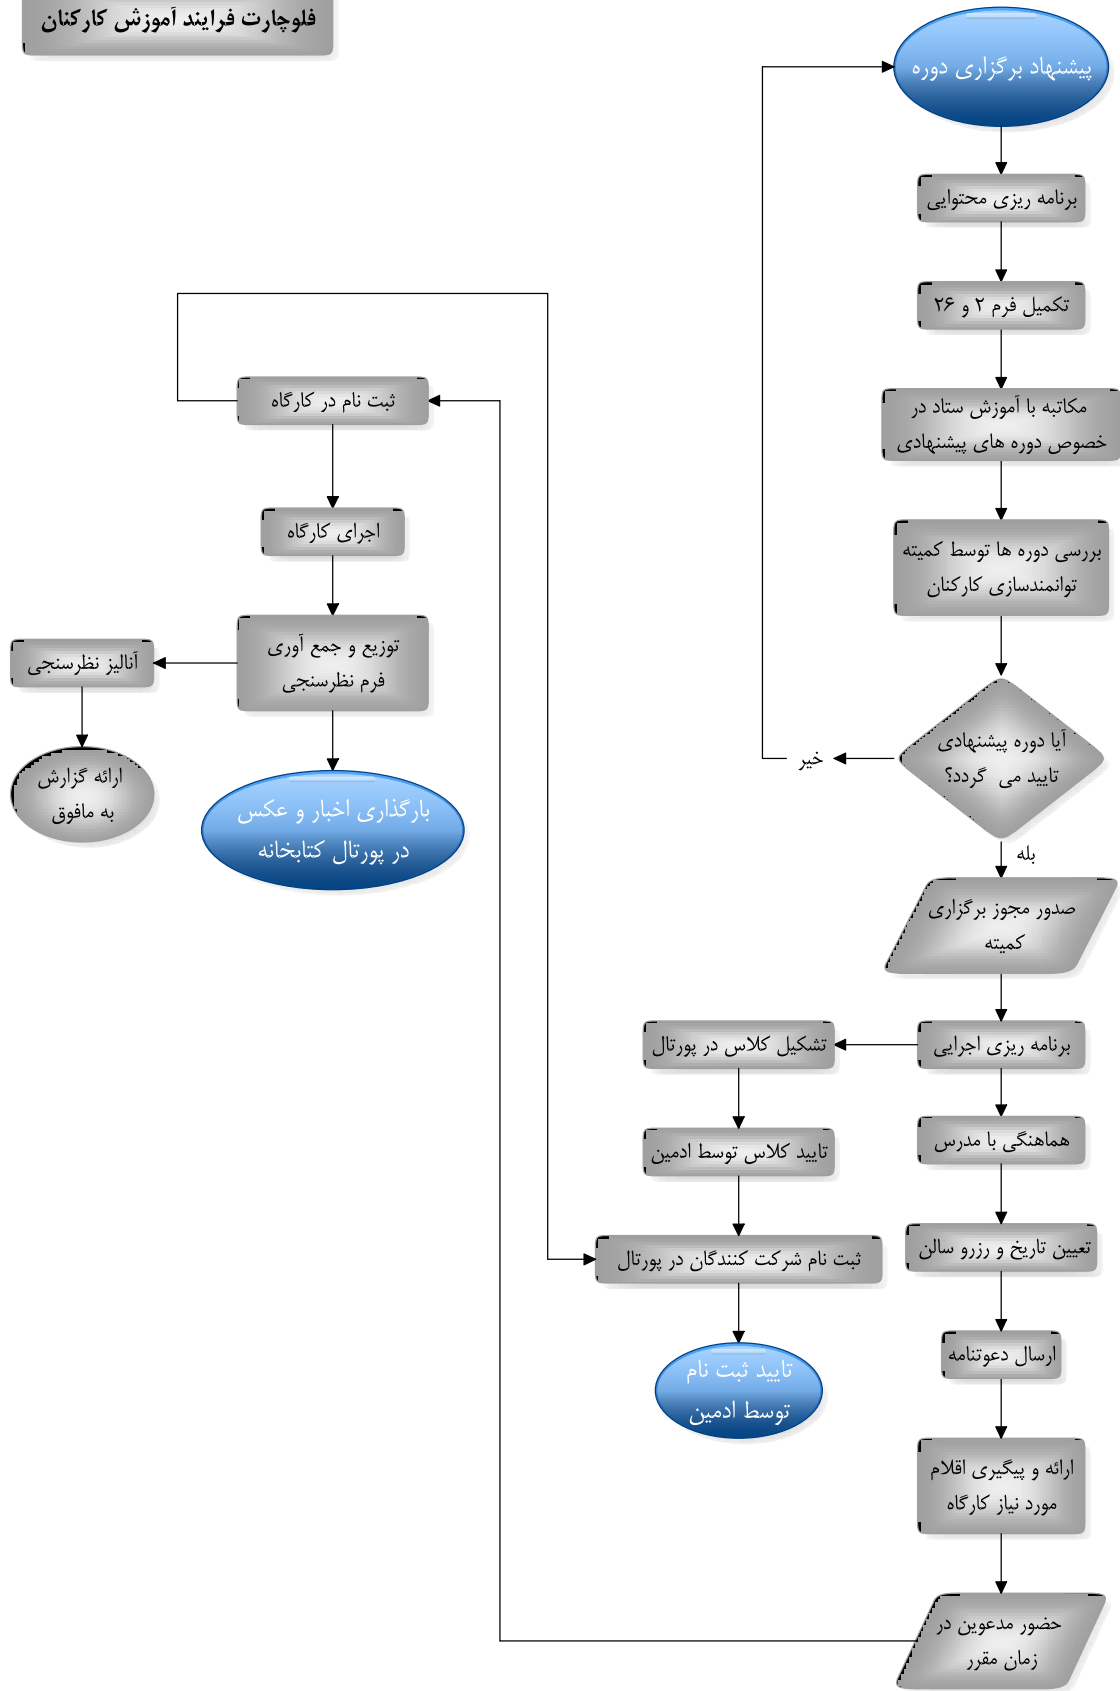 فلوچارت فرایند آموزش کارکنان
پیشنهاد برگزاری دوره
برنامه ریزی محتوایی
تکمیل فرم ۲ و ۲۶
مکاتبه با آموزش ستاد در
خصوص دوره های پیشنهادی
بررسی دوره ها توسط کمیته
توانمندسازی کارکنان
آیا دوره پیشنهادی
تایید می گردد؟
خیر
بله
صدور مجوز برگزاری
کمیته
برنامه ریزی اجرایی
هماهنگی با مدرس
تعیین تاریخ و رزرو سالن
ارسال دعوتنامه
ارائه و پیگیری اقلام
مورد نیاز کارگاه
حضور مدعوین در
زمان مقرر
تشکیل کلاس در پورتال
تایید کلاس توسط ادمین
ثبت نام شرکت کنندگان در پورتال
تایید ثبت نام
توسط ادمین
ثبت نام در کارگاه
اجرای کارگاه
توزیع و جمع آوری
فرم نظرسنجی
بارگذاری اخبار و عکس
در پورتال کتابخانه
آنالیز نظرسنجی
ارائه گزارش
به مافوق